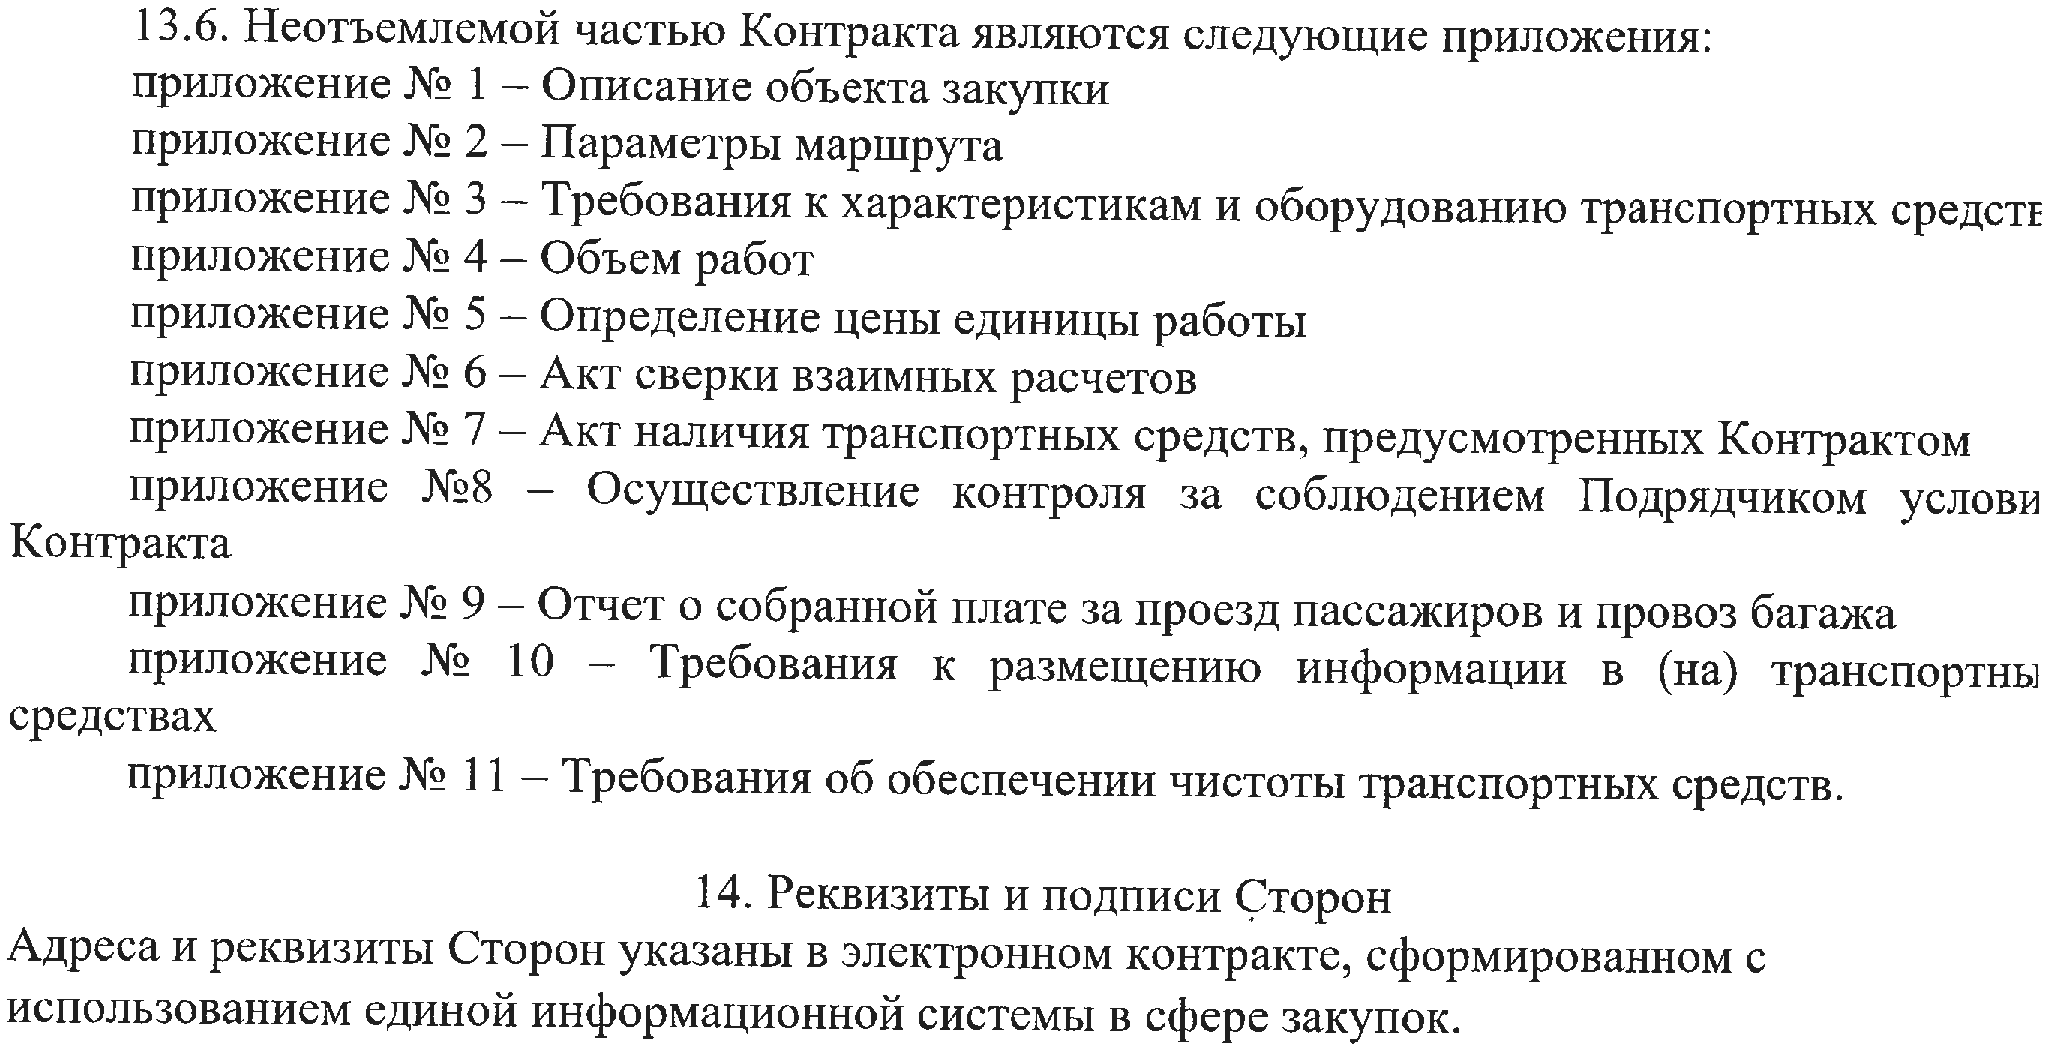 13.6. Неотъемлемой частью Контракта являются следующие приложения:
приложение № 1 – Описание объекта закупки
приложение № 2 – Параметры маршрута
приложение № 3 – Требования к характеристикам и оборудованию транспортных средств
приложение № 4 – Объем работ
приложение № 5 – Определение цены единицы работы
приложение № 6 – Акт сверки взаимных расчетов
приложение № 7 – Акт наличия транспортных средств, предусмотренных Контрактом
приложение №8 – Осуществление контроля за соблюдением Подрядчиком услови
Контракта
приложение № 9 – Отчет о собранной плате за проезд пассажиров и провоз багажа
приложение № 10 – Требования к размещению информации в (на) транспортны
средствах
приложение № 11 – Требования об обеспечении чистоты транспортных средств.
14. Реквизиты и подписи Сторон
Адреса и реквизиты Сторон указаны в электронном контракте, сформированном с
использованием единой информационной системы в сфере закупок.